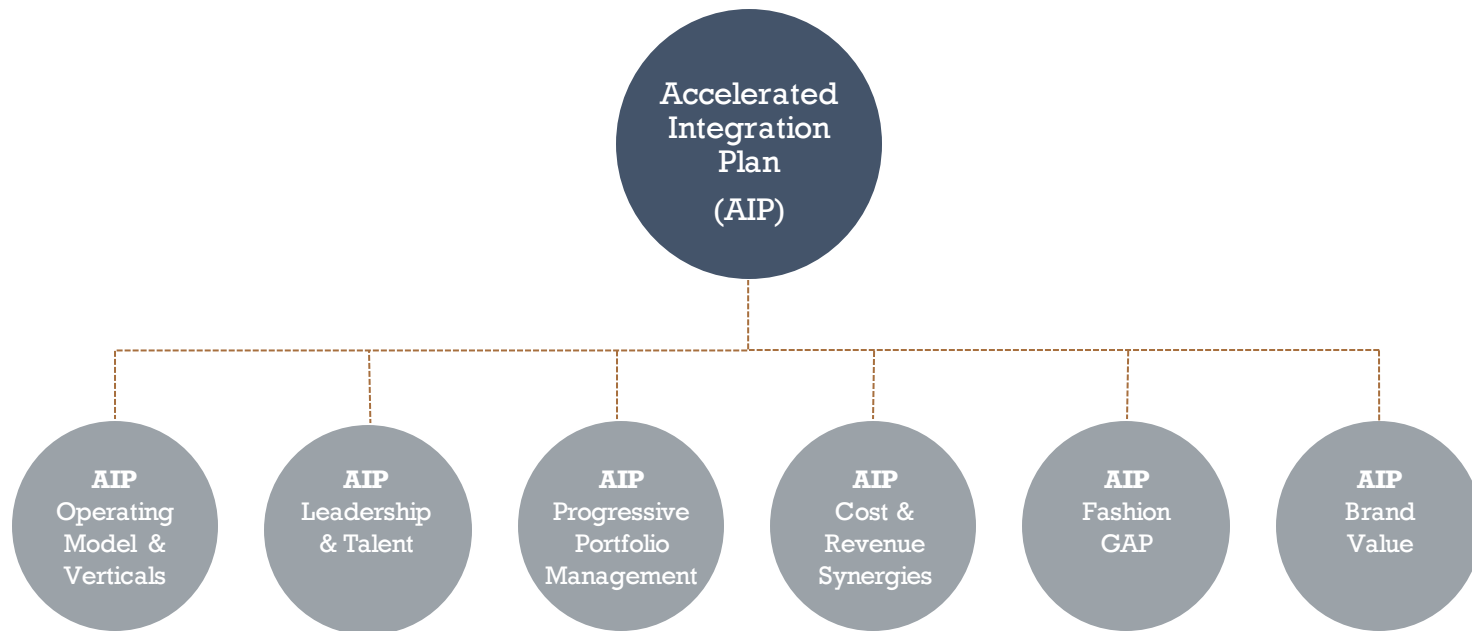 Accelerated
Integration
Plan
(AIP)
AIP
Operating
Model &
Verticals
AIP
Leadership
& Talent
AIP
Progressive
Portfolio
Management
AIP
Cost &
Revenue
Synergies
AIP
Fashion
GAP
AIP
Brand
Value